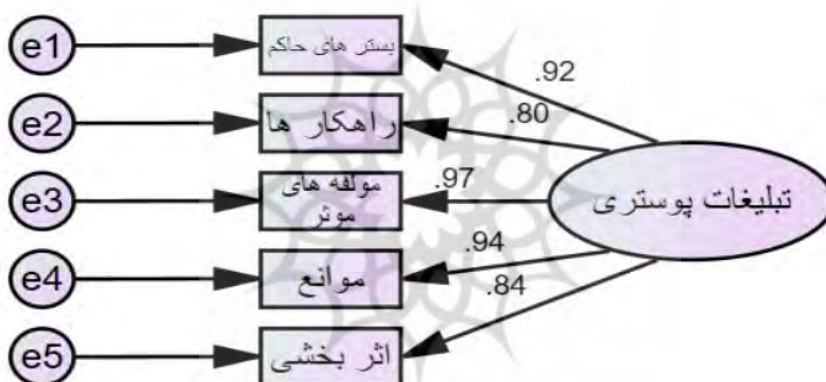 e1
بستر های حاکم
.92
e2
راهکار ها
.80
e3
مولفه های
موثر
.97
تبلیغات پوستری
e4
موانع
.94
e5
اثر بخشی
.84